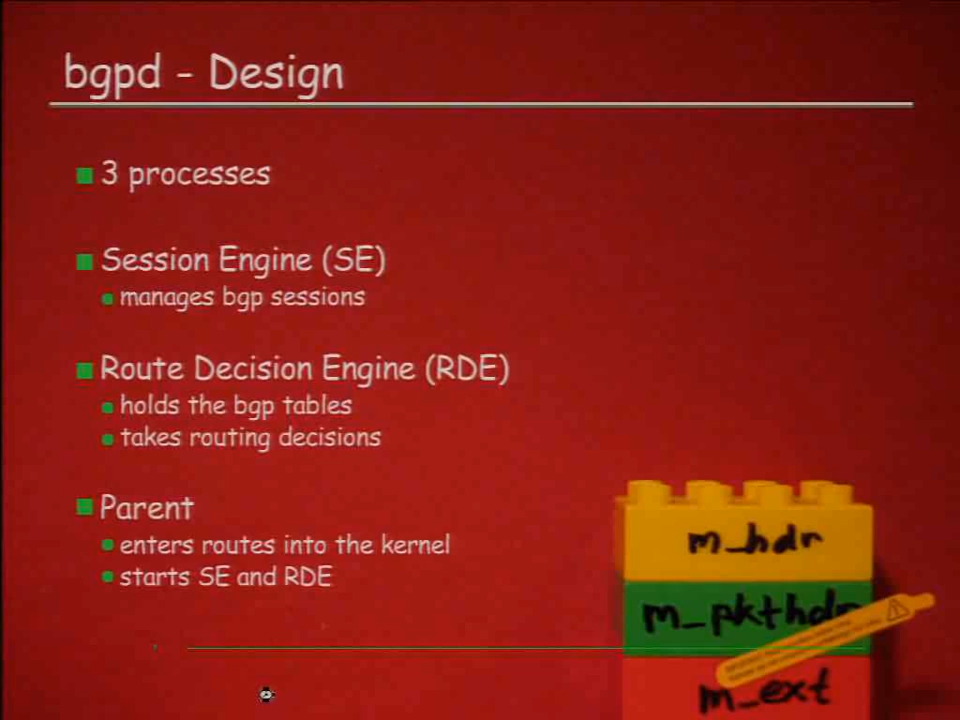 bgpd - Design
3 processes
Session Engine (SE)
manages bgp sessions
Route Decision Engine (RDE)
holds the bgp tables
takes routing decisions
Parent
enters routes into the kernel
starts SE and RDE
m_hdr
m_pkthdr
m_ext